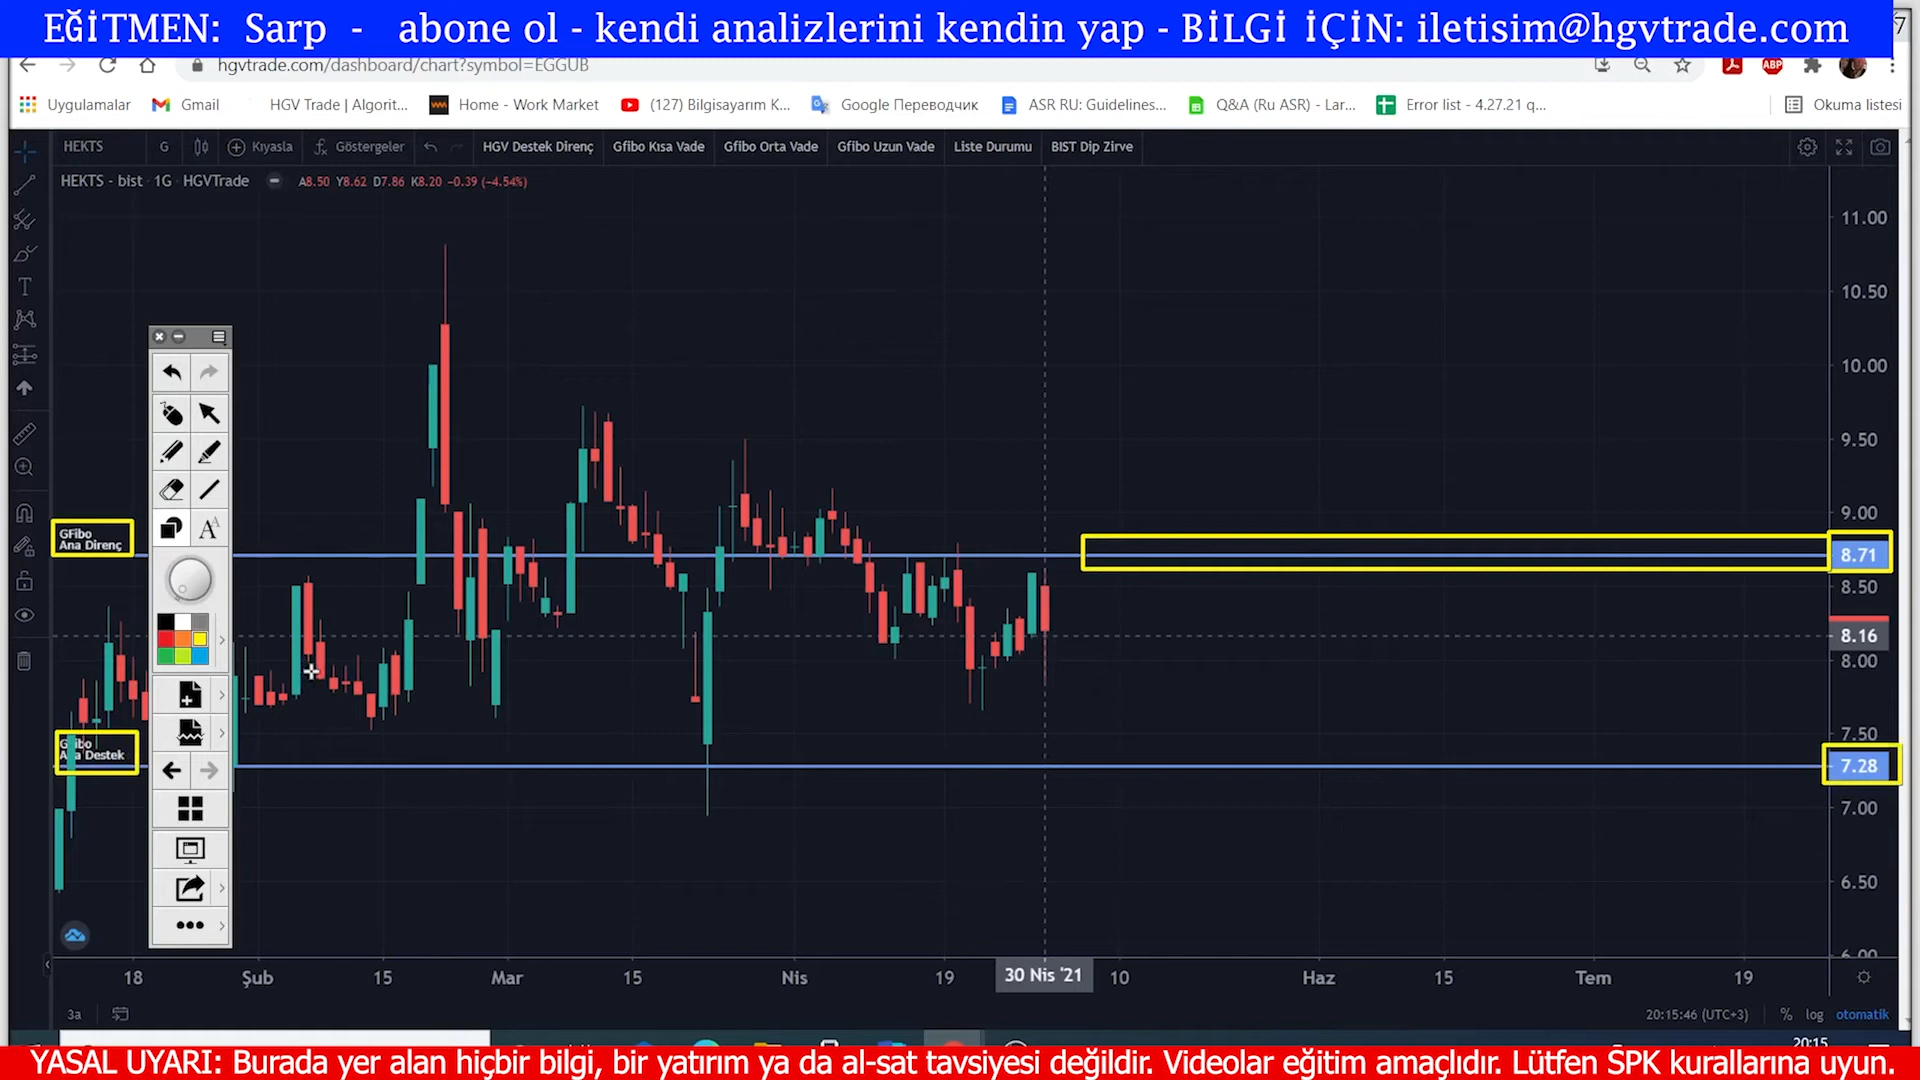 EĞİTMEN: Sarp - abone ol - kendi analizlerini kendin yap - BİLGİ İÇİN: iletisim@hgvtrade.com
hgvtrade.com/dashboard/chart?symbol=EGGUB
ABP
Uygulamalar
Gmail
HGV Trade | Algorit...
Home - Work Market
(127) Bilgisayarım K...
Google Переводчик
ASR RU: Guidelines...
Q&A (Ru ASR) - Lar...
Error list - 4.27.21 q...
Okuma listesi
HEKTS
G
Kıyasla
Göstergeler
HGV Destek Direnç
Gfibo Kısa Vade
Gfibo Orta Vade
Gfibo Uzun Vade
Liste Durumu
BIST Dip Zirve
HEKTS - bist 1G HGVTrade
A8.50 Y8.62 D7.86 K8.20 −0.39 (−4.54%)
11.00
10.50
10.00
9.50
9.00
GFibo
Ana Direnç
8.71
8.50
8.16
8.00
7.50
Ana Destek
7.28
7.00
6.50
6.00
18
Şub
15
Mar
15
Nis
19
30 Nis '21
10
Haz
15
Tem
19
3a
20:15:46 (UTC+3)
%
log
otomatik
20:15
YASAL UYARI: Burada yer alan hiçbir bilgi, bir yatırım ya da al-sat tavsiyesi değildir. Videolar eğitim amaçlıdır. Lütfen SPK kurallarına uyun.